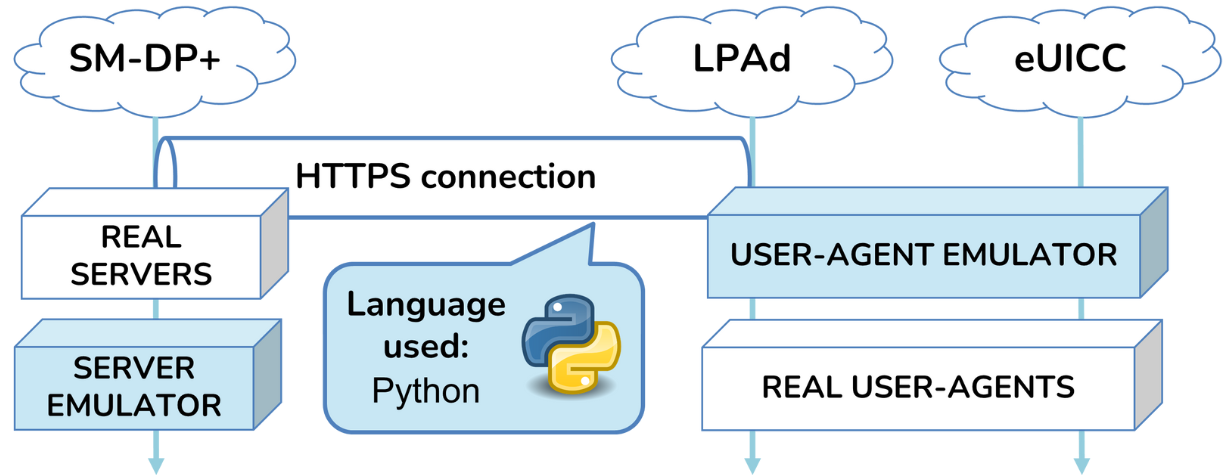 SM-DP+
LPAd
eUICC
HTTPS connection
REAL
SERVERS
USER-AGENT EMULATOR
Language
used:
Python
SERVER
EMULATOR
REAL USER-AGENTS